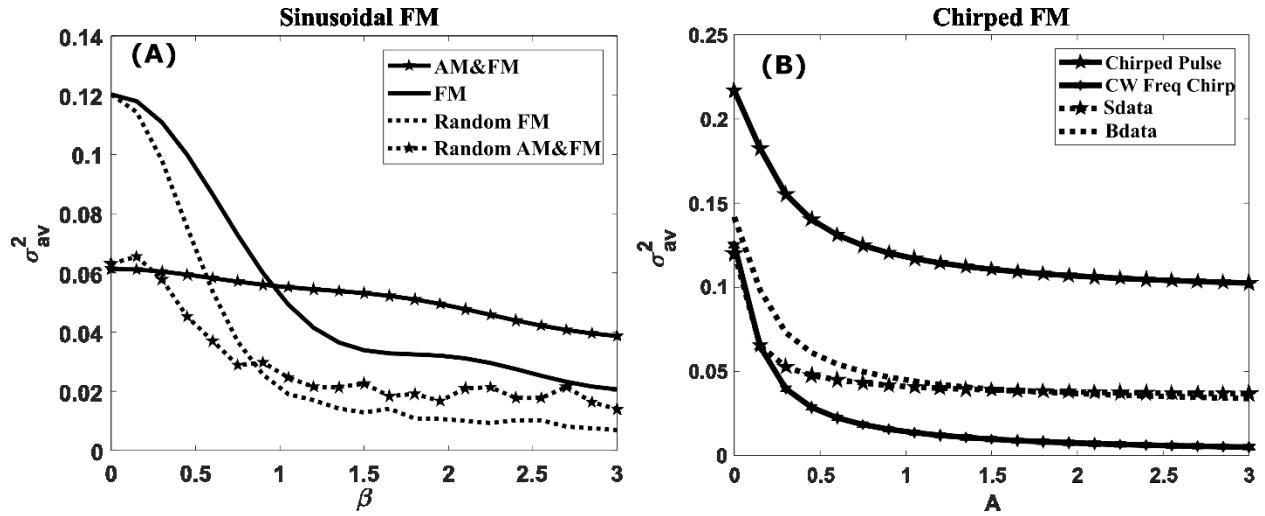 Sinusoidal FM
(A)
AM&FM
FM
Random FM
Random AM&FM
0.14
0.12
0.1
0.08
0.06
0.04
0.02
0
σ²av
0 0.5 1 1.5 2 2.5 3
β
Chirped FM
(B)
Chirped Pulse
CW Freq Chirp
Sdata
Bdata
0.25
0.2
0.15
0.1
0.05
0
σ²av
0 0.5 1 1.5 2 2.5 3
A